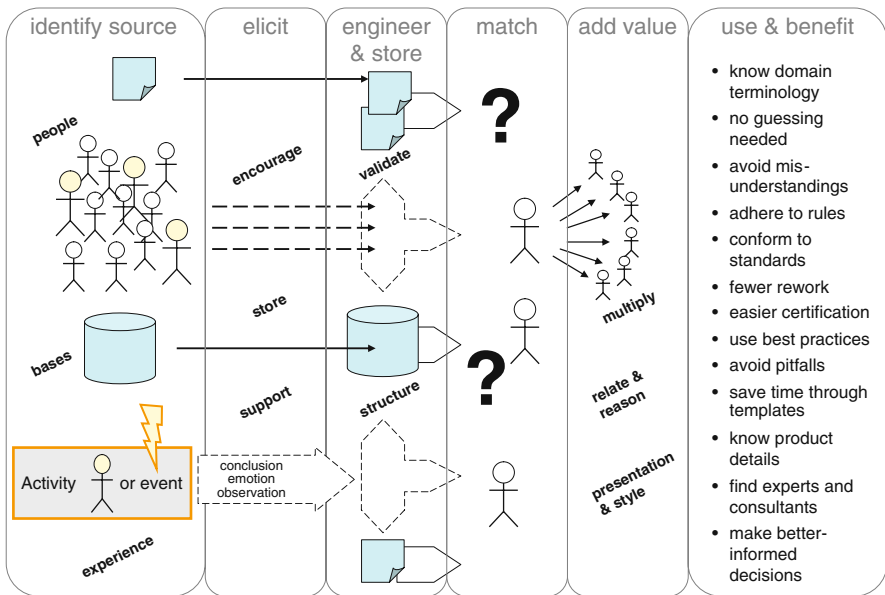 identify source
elicit
engineer
& store
match
add value
use & benefit
people
encourage
validate
bases
store
support
structure
multiply
relate &
reason
Activity
or event
conclusion
emotion
observation
experience
presentation
& style
?
?
• know domain
terminology
• no guessing
needed
• avoid mis-
understandings
• adhere to rules
• conform to
standards
• fewer rework
• easier certification
• use best practices
• avoid pitfalls
• save time through
templates
• know product
details
• find experts and
consultants
• make better-
informed
decisions